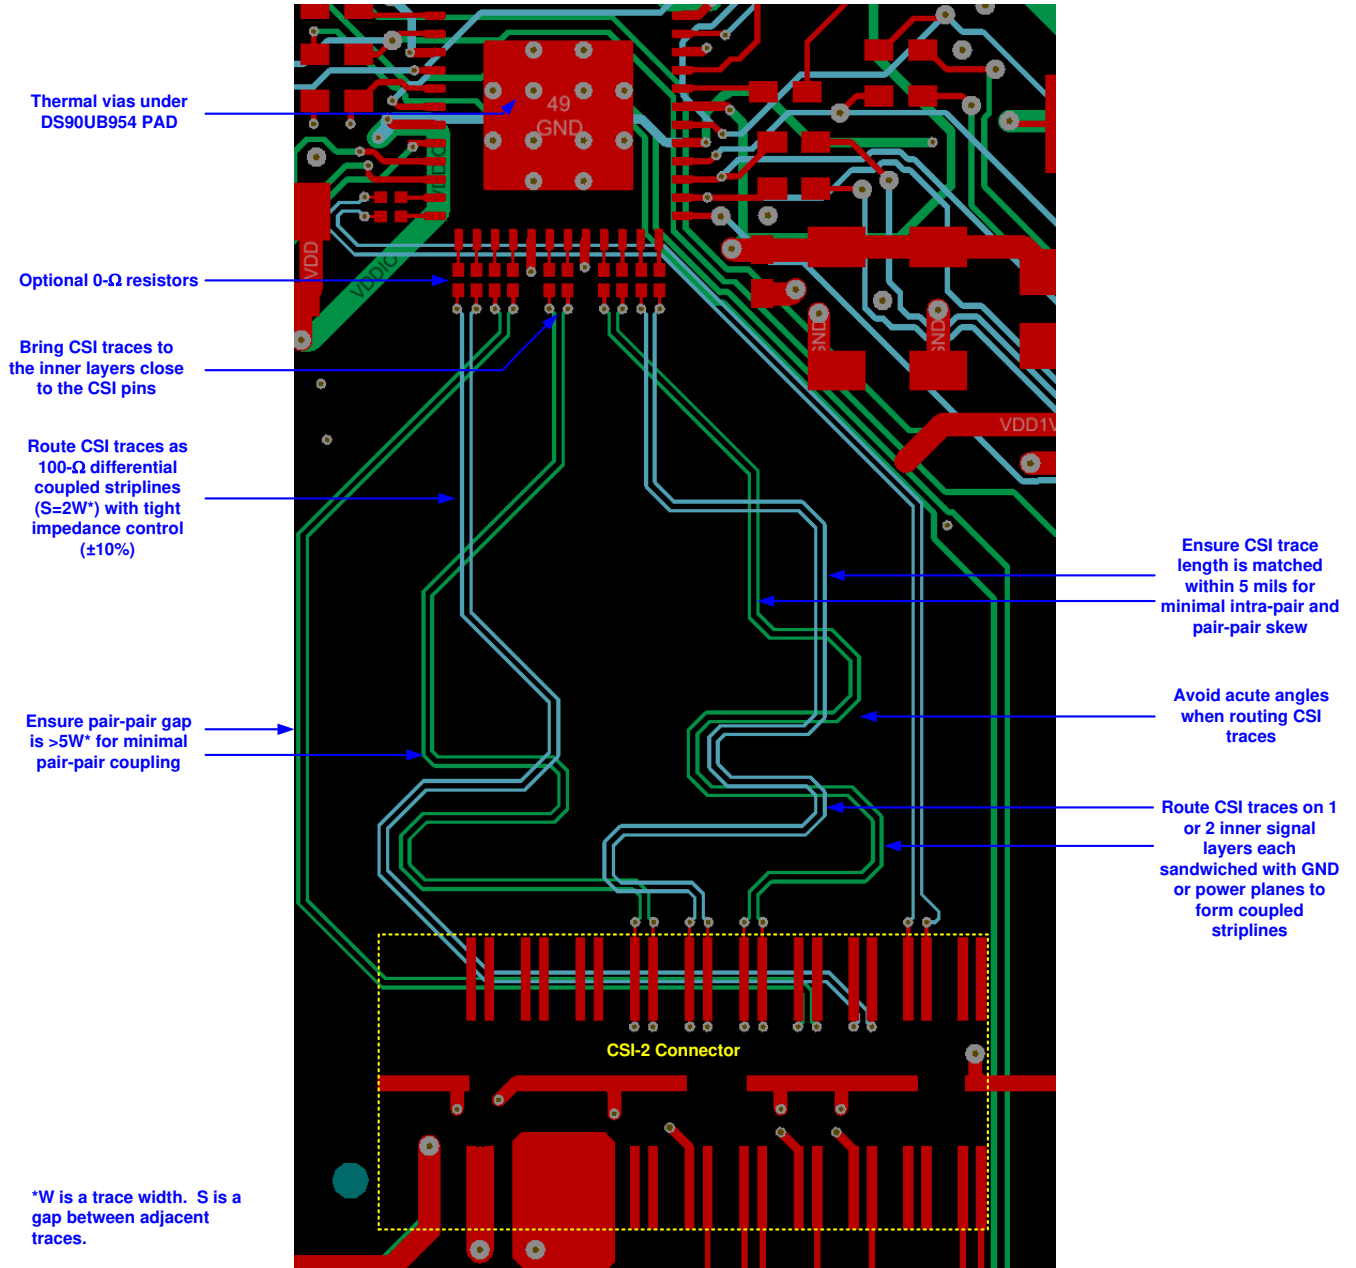 Thermal vias under
DS90UB954 PAD
49
GND
VDDIO
VDD
VDDIO
Optional 0-Ω resistors
Bring CSI traces to
the inner layers close
to the CSI pins
GND
GND
VDD1V
Route CSI traces as
100-Ω differential
coupled striplines
(S=2W*) with tight
impedance control
(±10%)
Ensure CSI trace
length is matched
within 5 mils for
minimal intra-pair and
pair-pair skew
Ensure pair-pair gap
is >5W* for minimal
pair-pair coupling
Avoid acute angles
when routing CSI
traces
Route CSI traces on 1
or 2 inner signal
layers each
sandwiched with GND
or power planes to
form coupled
striplines
CSI-2 Connector
*W is a trace width.  S is a
gap between adjacent
traces.